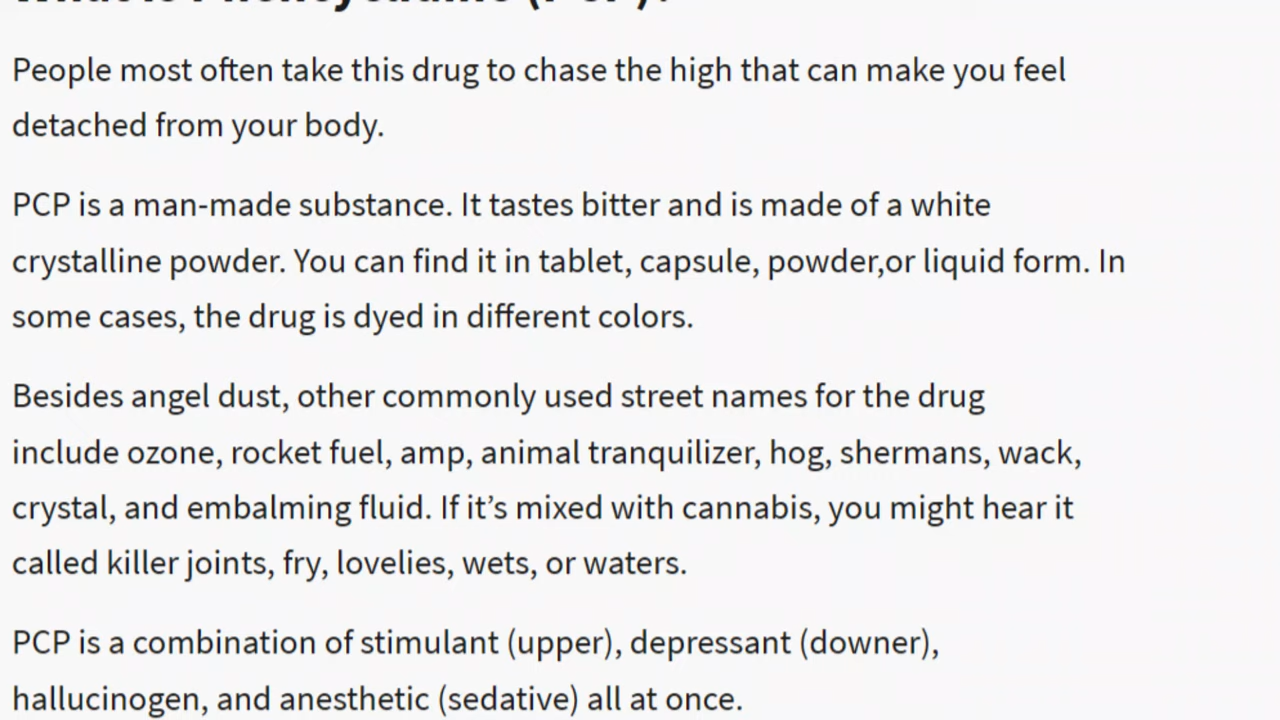 What is Phencyclidine (PCP)?
People most often take this drug to chase the high that can make you feel
detached from your body.
PCP is a man-made substance. It tastes bitter and is made of a white
crystalline powder. You can find it in tablet, capsule, powder,or liquid form. In
some cases, the drug is dyed in different colors.
Besides angel dust, other commonly used street names for the drug
include ozone, rocket fuel, amp, animal tranquilizer, hog, shermans, wack,
crystal, and embalming fluid. If it’s mixed with cannabis, you might hear it
called killer joints, fry, lovelies, wets, or waters.
PCP is a combination of stimulant (upper), depressant (downer),
hallucinogen, and anesthetic (sedative) all at once.